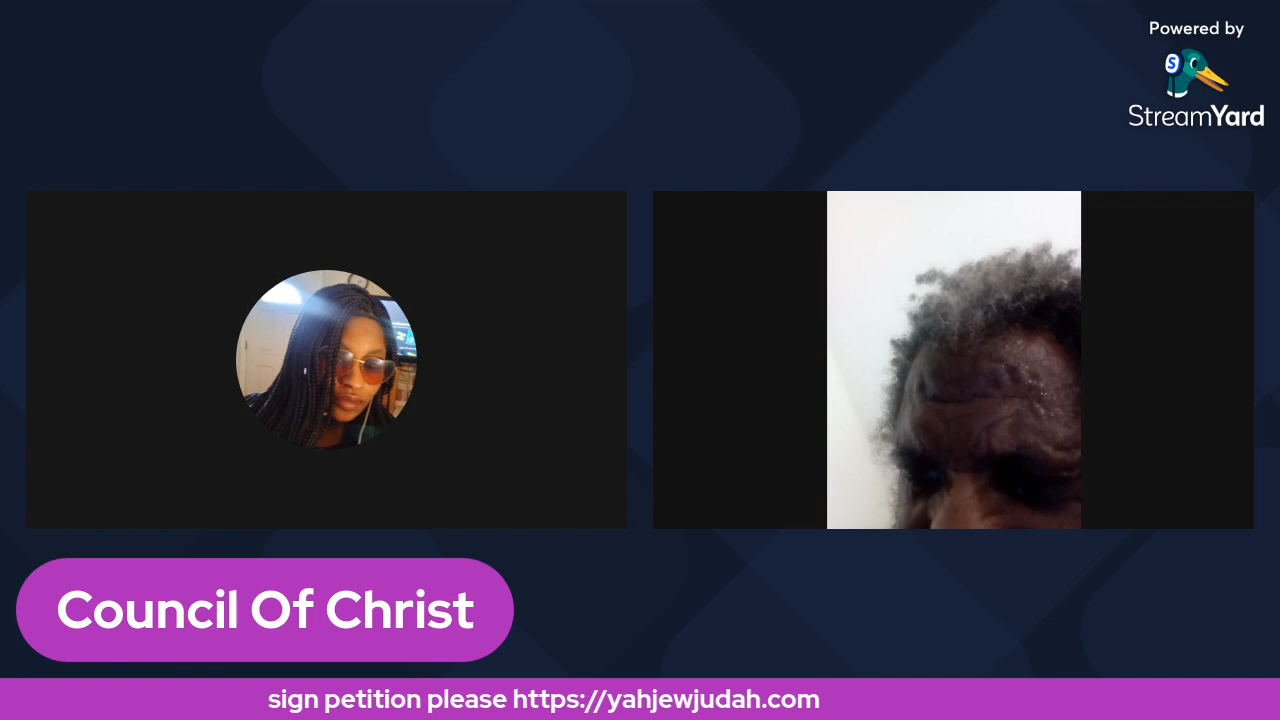 Powered by
S
StreamYard
Council Of Christ
sign petition please https://yahjewjudah.com